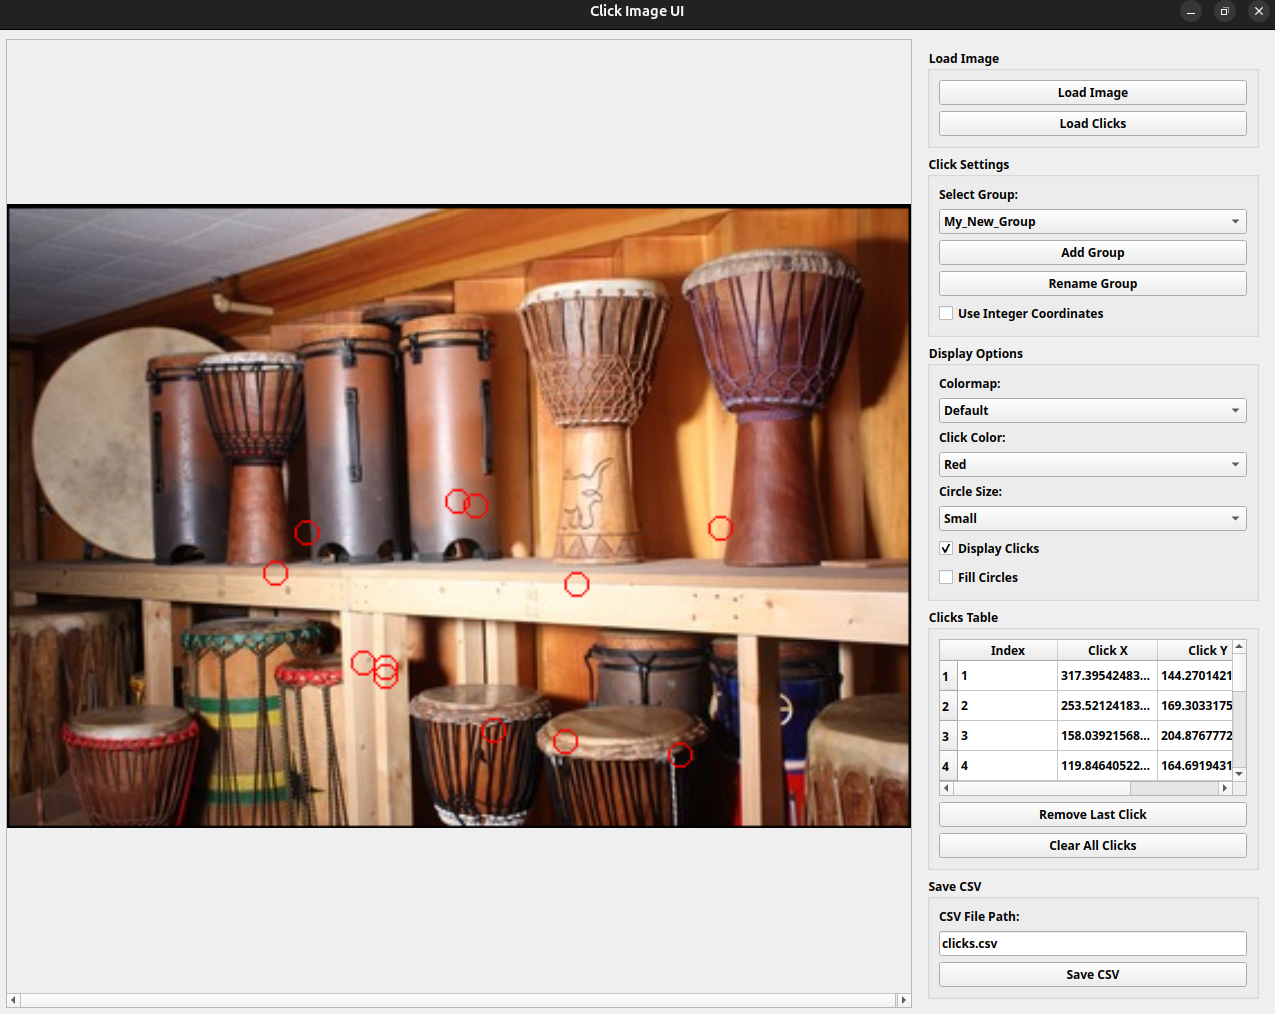 Click Image UI
Load Image
Load Image
Load Clicks
Click Settings
Select Group:
My_New_Group
Add Group
Rename Group
Use Integer Coordinates
Display Options
Colormap:
Default
Click Color:
Red
Circle Size:
Small
Display Clicks
Fill Circles
Clicks Table
Index Click X Click Y
1 1 317.39542483... 144.2701421
2 2 253.52124183... 169.3033175
3 3 158.03921568... 204.8767772
4 4 119.84640522... 164.6919431
Remove Last Click
Clear All Clicks
Save CSV
CSV File Path:
clicks.csv
Save CSV